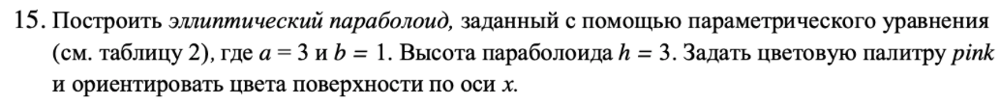 15. Построить эллиптический параболоид, заданный с помощью параметрического уравнения
(см. таблицу 2), где a = 3 и b = 1. Высота параболоида h = 3. Задать цветовую палитру pink
и ориентировать цвета поверхности по оси x.